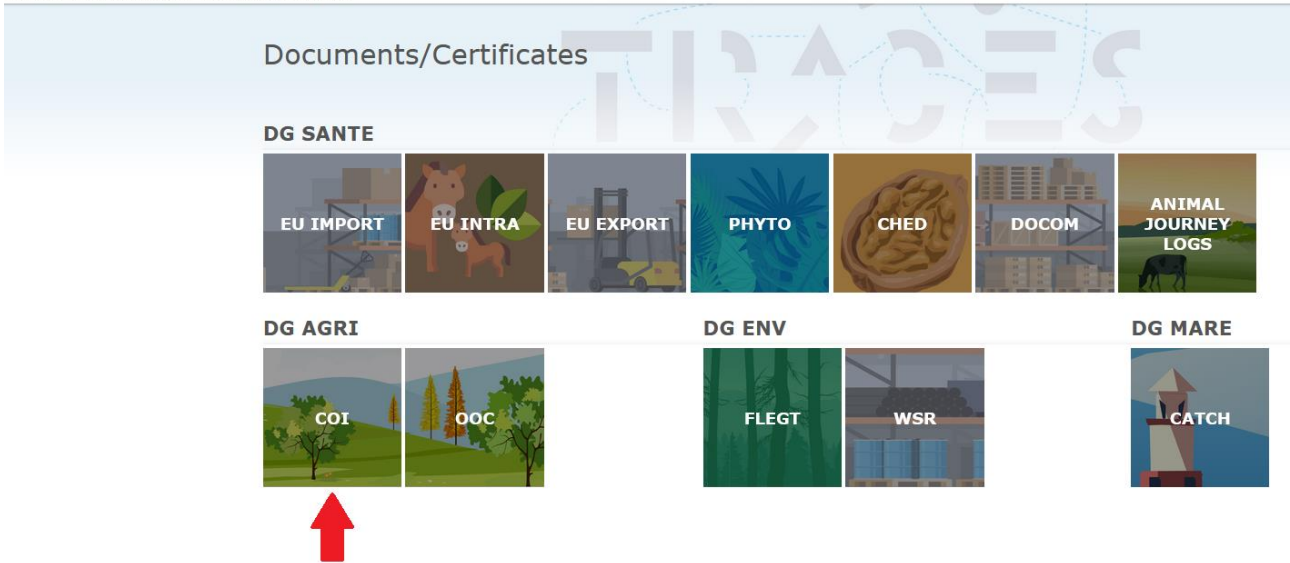 TRACES
Documents/Certificates
DG SANTE
EU IMPORT
EU INTRA
EU EXPORT
PHYTO
CHED
DOCOM
ANIMAL
JOURNEY
LOGS
DG AGRI
DG ENV
DG MARE
COI
OOC
FLEGT
WSR
CATCH